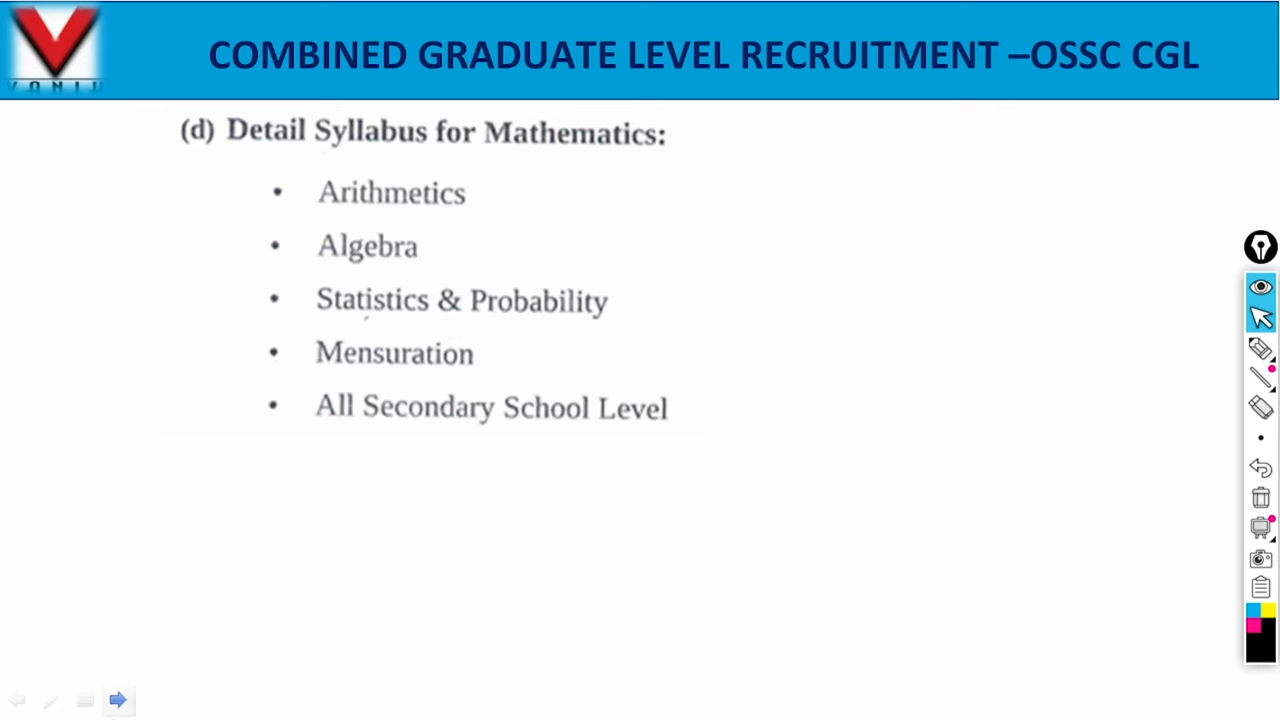 VANIJ
COMBINED GRADUATE LEVEL RECRUITMENT –OSSC CGL
(d) Detail Syllabus for Mathematics:
• Arithmetics
• Algebra
• Statistics & Probability
• Mensuration
• All Secondary School Level